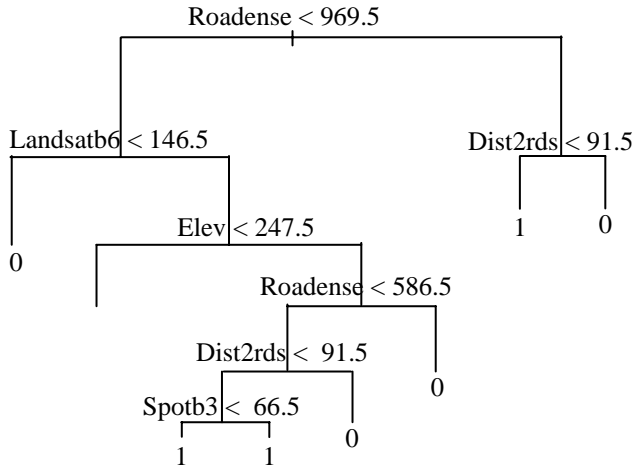 Roadense < 969.5
Landsatb6 < 146.5
Dist2rds < 91.5
1
0
0
Elev < 247.5
Roadense < 586.5
Dist2rds < 91.5
0
Spotb3 < 66.5
0
1
1